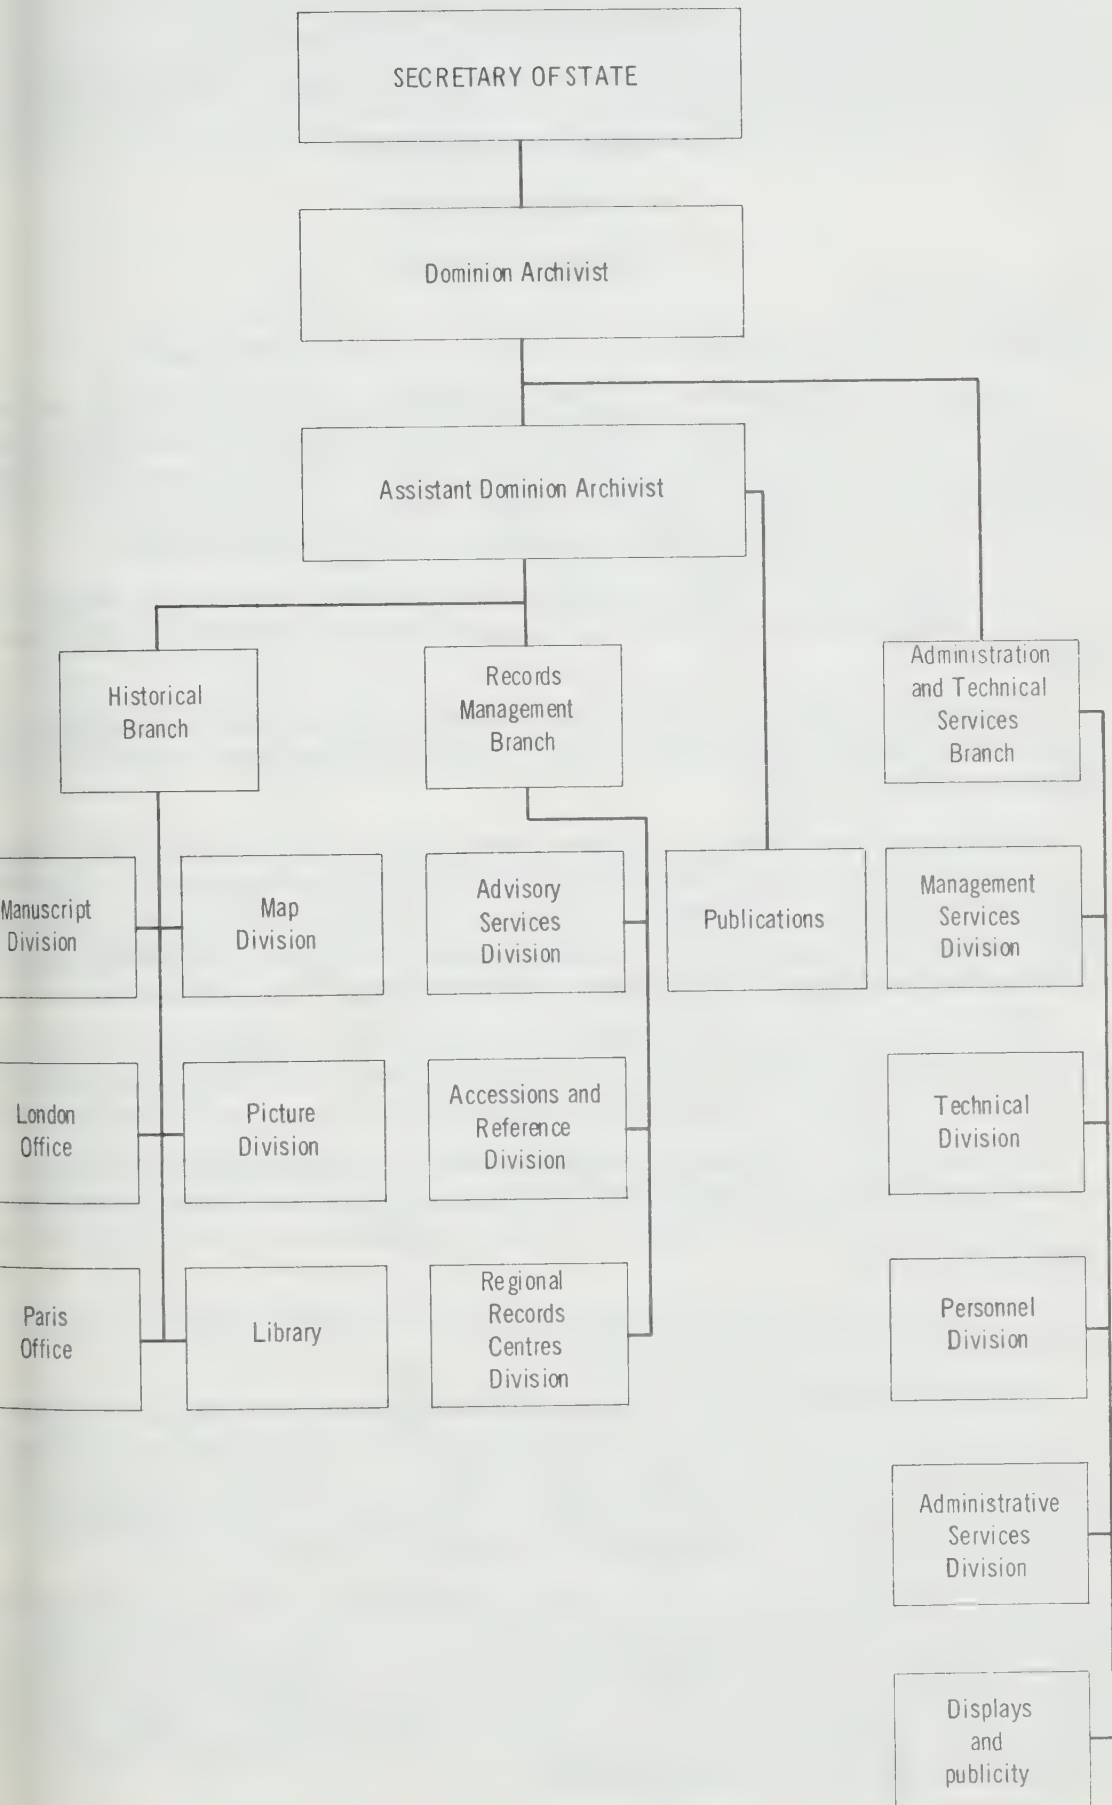 SECRETARY OF STATE
Dominion Archivist
Assistant Dominion Archivist
Historical
Branch
Records
Management
Branch
Administration
and Technical
Services
Branch
Manuscript
Division
Map
Division
Advisory
Services
Division
Publications
Management
Services
Division
London
Office
Picture
Division
Accessions and
Reference
Division
Technical
Division
Paris
Office
Library
Regional
Records
Centres
Division
Personnel
Division
Administrative
Services
Division
Displays
and
publicity